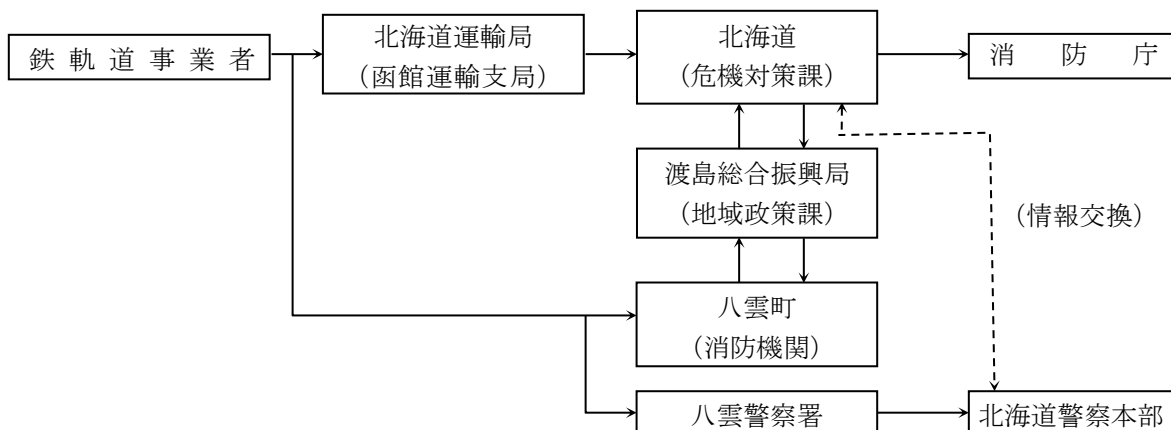 鉄軌道事業者
北海道運輸局
（函館運輸支局）
北海道
（危機対策課）
消防庁
渡島総合振興局
（地域政策課）
（情報交換）
八雲町
（消防機関）
八雲警察署
北海道警察本部